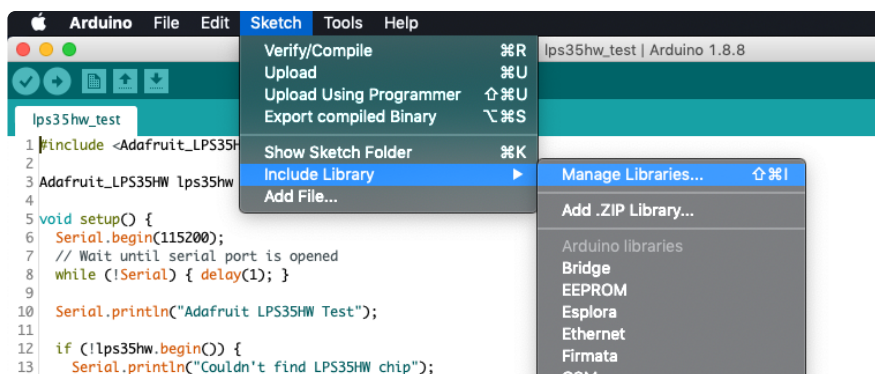 Arduino File Edit Sketch Tools Help
lps35hw_test | Arduino 1.8.8
Verify/Compile ⌘R
Upload ⌘U
Upload Using Programmer ⇧⌘U
Export compiled Binary ⌥⌘S
Show Sketch Folder ⌘K
Include Library ▶
Add File...
Manage Libraries... ⇧⌘I
Add .ZIP Library...
Arduino libraries
Bridge
EEPROM
Esplora
Ethernet
Firmata
lps35hw_test
1 #include <Adafruit_LPS35H
2
3 Adafruit_LPS35HW lps35hw
4
5 void setup() {
6 Serial.begin(115200);
7 // Wait until serial port is opened
8 while (!Serial) { delay(1); }
9
10 Serial.println("Adafruit LPS35HW Test");
11
12 if (!lps35hw.begin()) {
13 Serial.println("Couldn't find LPS35HW chip");